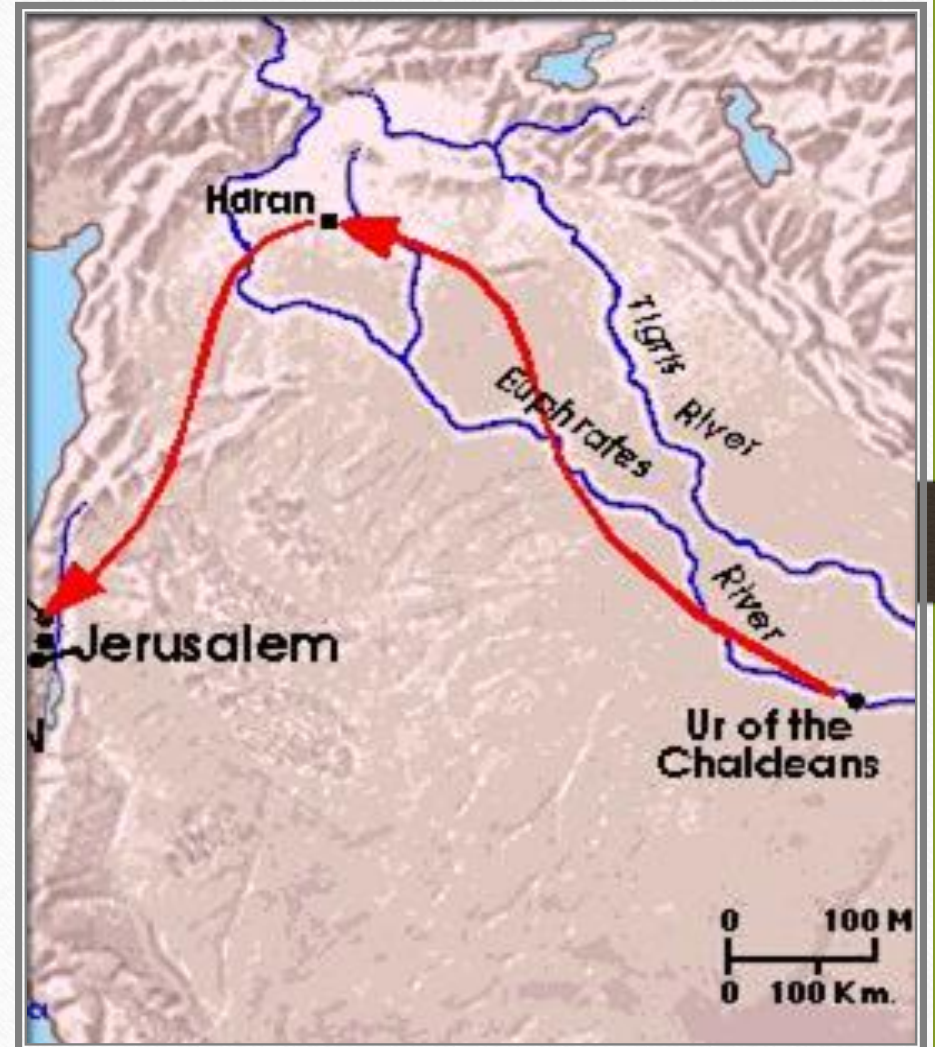 Haran
Tigris
River
Euphrates
River
Jerusalem
N
Ur of the
Chaldeans
0 100 M
0 100 Km.
a